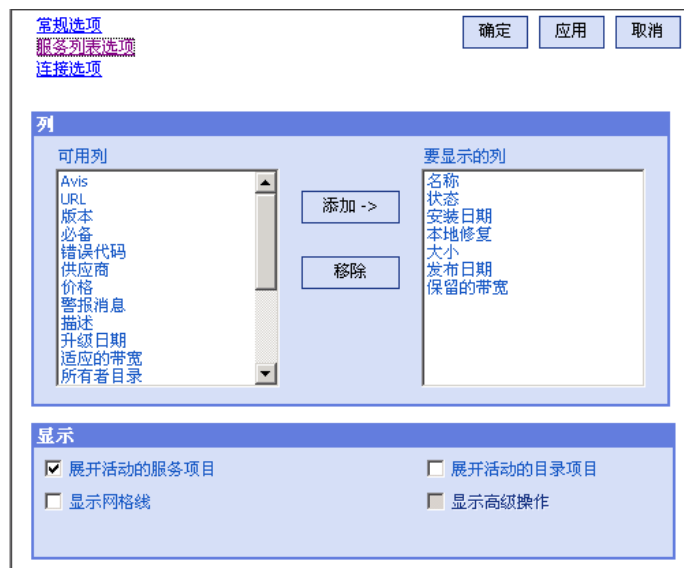 常规选项
服务列表选项
连接选项
确定
应用
取消
列
可用列
Avis
URL
版本
必备
错误代码
供应商
价格
警报消息
描述
升级日期
适应的带宽
所有者目录
添加 ->
移除
要显示的列
名称
状态
安装日期
本地修复
大小
发布日期
保留的带宽
显示
展开活动的服务项目
展开活动的目录项目
显示网格线
显示高级操作